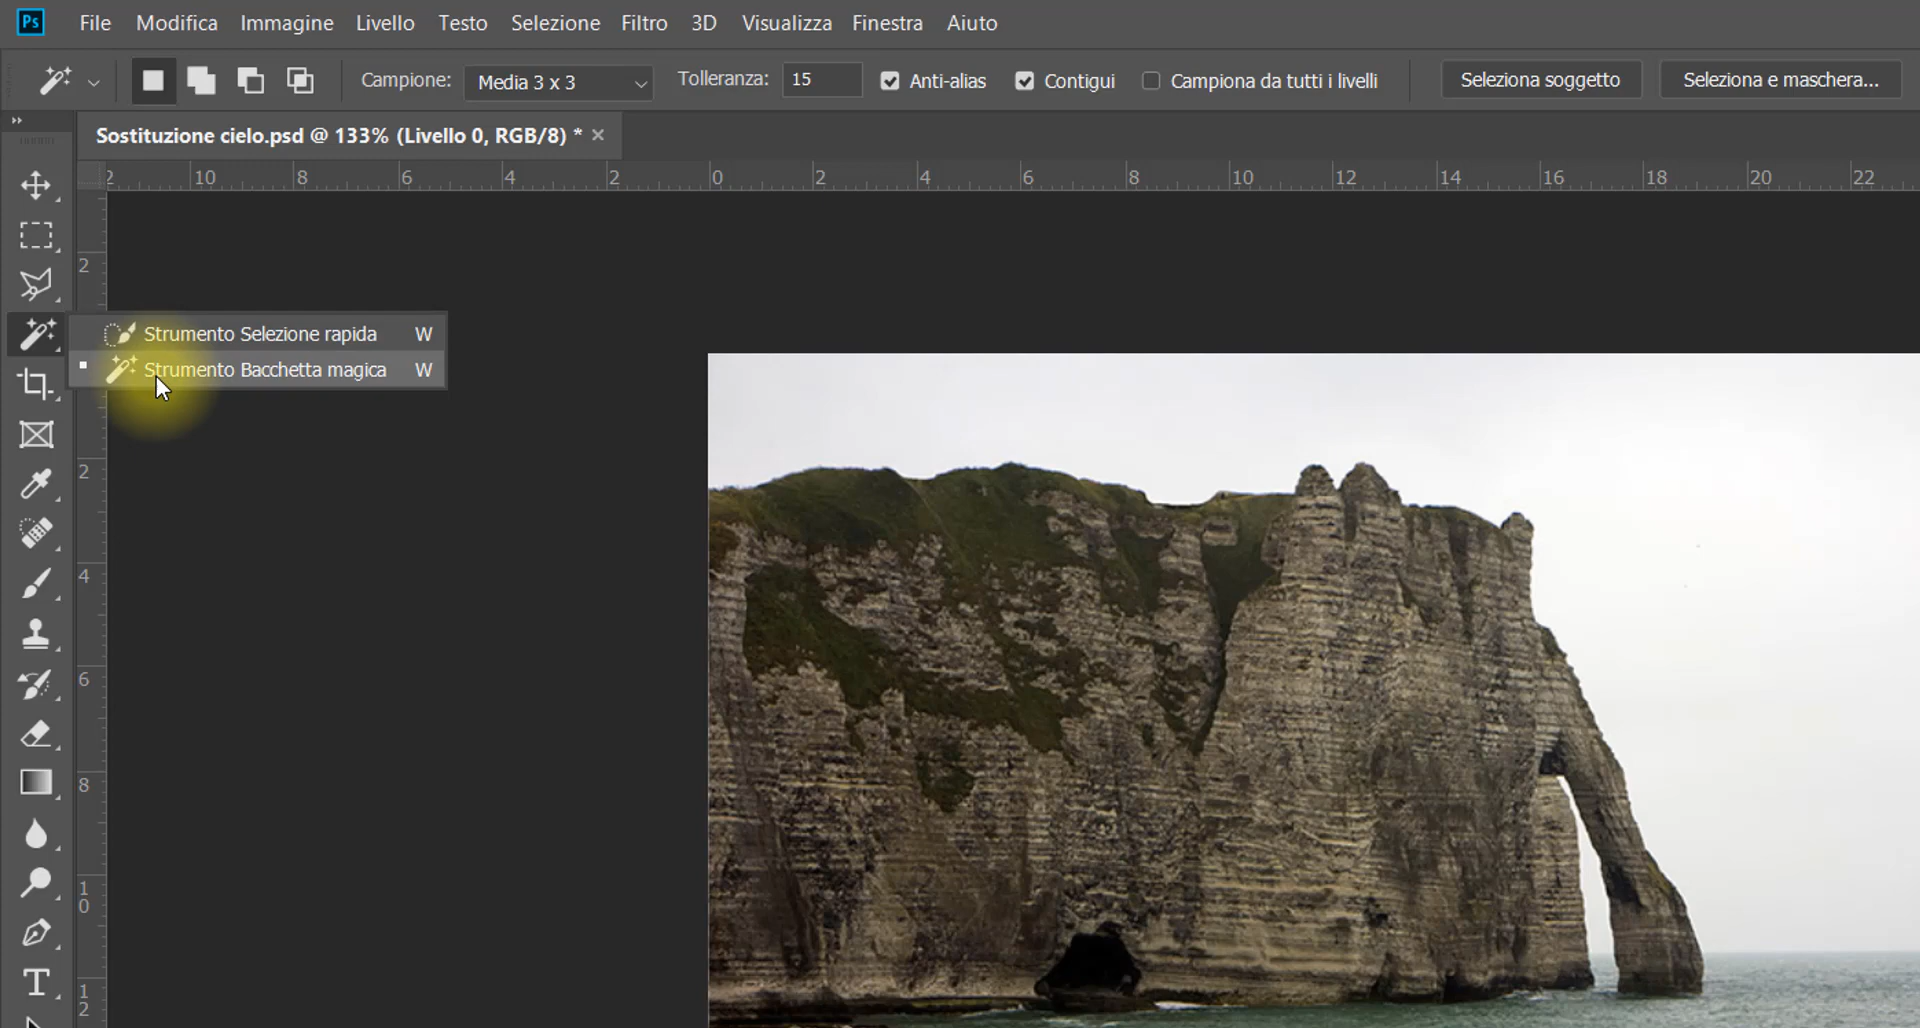 Ps File Modifica Immagine Livello Testo Selezione Filtro 3D Visualizza Finestra Aiuto
Campione: Media 3 x 3 Tolleranza: 15 Anti-alias Contigui Campiona da tutti i livelli Seleziona soggetto Seleziona e maschera...
Sostituzione cielo.psd @ 133% (Livello 0, RGB/8) * ×
2 10 8 6 4 2 0 2 4 6 8 10 12 14 16 18 20 22
2
Strumento Selezione rapida W
Strumento Bacchetta magica W
2
4
6
8
10
12